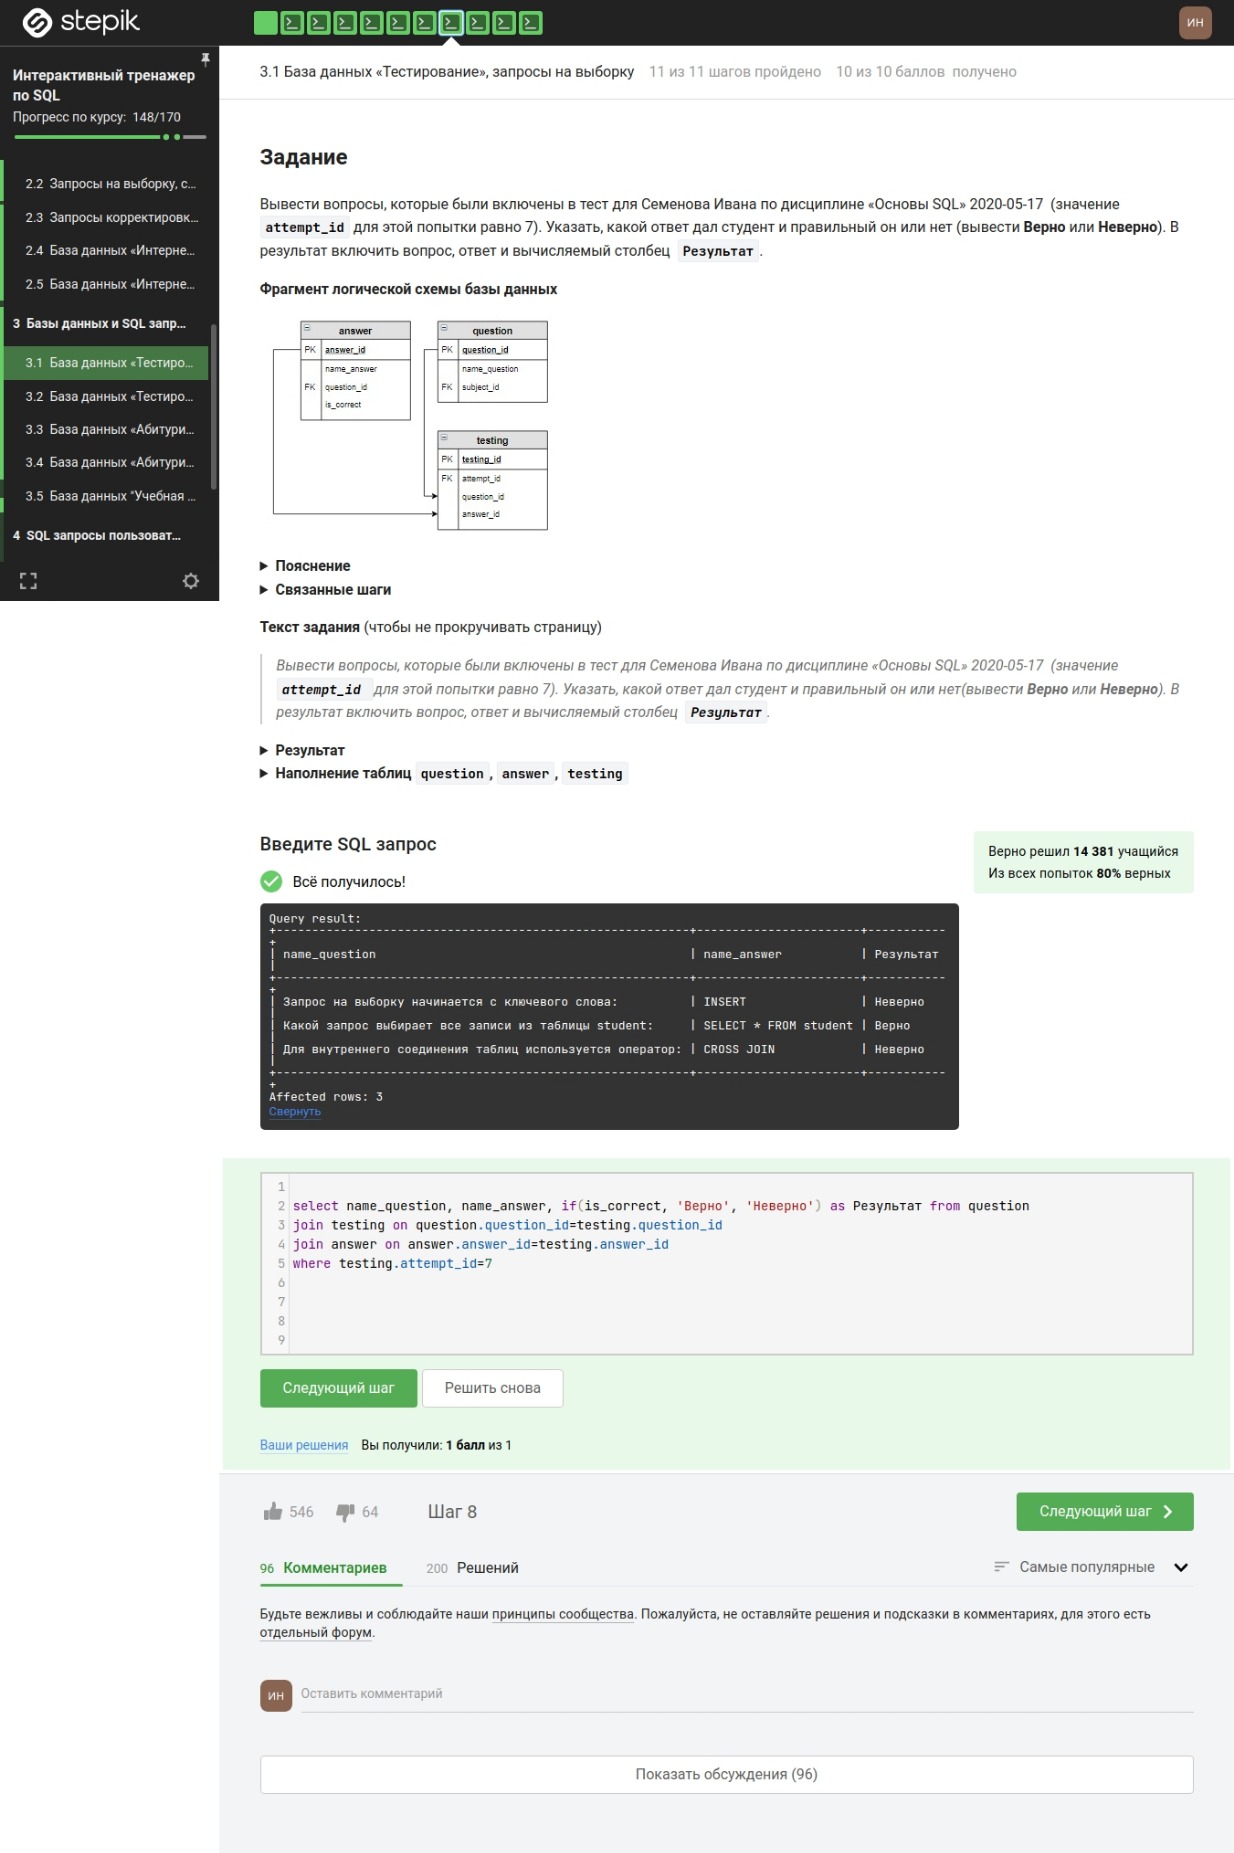 stepik
ИН
Интерактивный тренажер
по SQL
Прогресс по курсу: 148/170
2.2 Запросы на выборку, с...
2.3 Запросы корректировк...
2.4 База данных «Интерне...
2.5 База данных «Интерне...
3 Базы данных и SQL запр...
3.1 База данных «Тестиро...
3.2 База данных «Тестиро...
3.3 База данных «Абитури...
3.4 База данных «Абитури...
3.5 База данных "Учебная ...
4 SQL запросы пользоват...
3.1 База данных «Тестирование», запросы на выборку 11 из 11 шагов пройдено 10 из 10 баллов получено
Задание
Вывести вопросы, которые были включены в тест для Семенова Ивана по дисциплине «Основы SQL» 2020-05-17 (значение
attempt_id для этой попытки равно 7). Указать, какой ответ дал студент и правильный он или нет (вывести Верно или Неверно). В
результат включить вопрос, ответ и вычисляемый столбец Результат.
Фрагмент логической схемы базы данных
answer
PK answer_id
name_answer
FK question_id
is_correct
question
PK question_id
name_question
FK subject_id
testing
PK testing_id
FK attempt_id
question_id
answer_id
Пояснение
Связанные шаги
Текст задания (чтобы не прокручивать страницу)
Вывести вопросы, которые были включены в тест для Семенова Ивана по дисциплине «Основы SQL» 2020-05-17 (значение
attempt_id для этой попытки равно 7). Указать, какой ответ дал студент и правильный он или нет(вывести Верно или Неверно). В
результат включить вопрос, ответ и вычисляемый столбец Результат.
Результат
Наполнение таблиц question, answer, testing
Введите SQL запрос
Верно решил 14 381 учащийся
Из всех попыток 80% верных
Всё получилось!
Query result:
+----------------------------------------------------------+-----------------------+-----------
+
| name_question | name_answer | Результат
|
+----------------------------------------------------------+-----------------------+-----------
+
| Запрос на выборку начинается с ключевого слова: | INSERT | Неверно
|
| Какой запрос выбирает все записи из таблицы student: | SELECT * FROM student | Верно
|
| Для внутреннего соединения таблиц используется оператор: | CROSS JOIN | Неверно
|
+----------------------------------------------------------+-----------------------+-----------
+
Affected rows: 3
Свернуть
1
2 select name_question, name_answer, if(is_correct, 'Верно', 'Неверно') as Результат from question
3 join testing on question.question_id=testing.question_id
4 join answer on answer.answer_id=testing.answer_id
5 where testing.attempt_id=7
6
7
8
9
Следующий шаг Решить снова
Ваши решения Вы получили: 1 балл из 1
546 64 Шаг 8 Следующий шаг
96 Комментариев 200 Решений Самые популярные
Будьте вежливы и соблюдайте наши принципы сообщества. Пожалуйста, не оставляйте решения и подсказки в комментариях, для этого есть
отдельный форум.
ИН Оставить комментарий
Показать обсуждения (96)